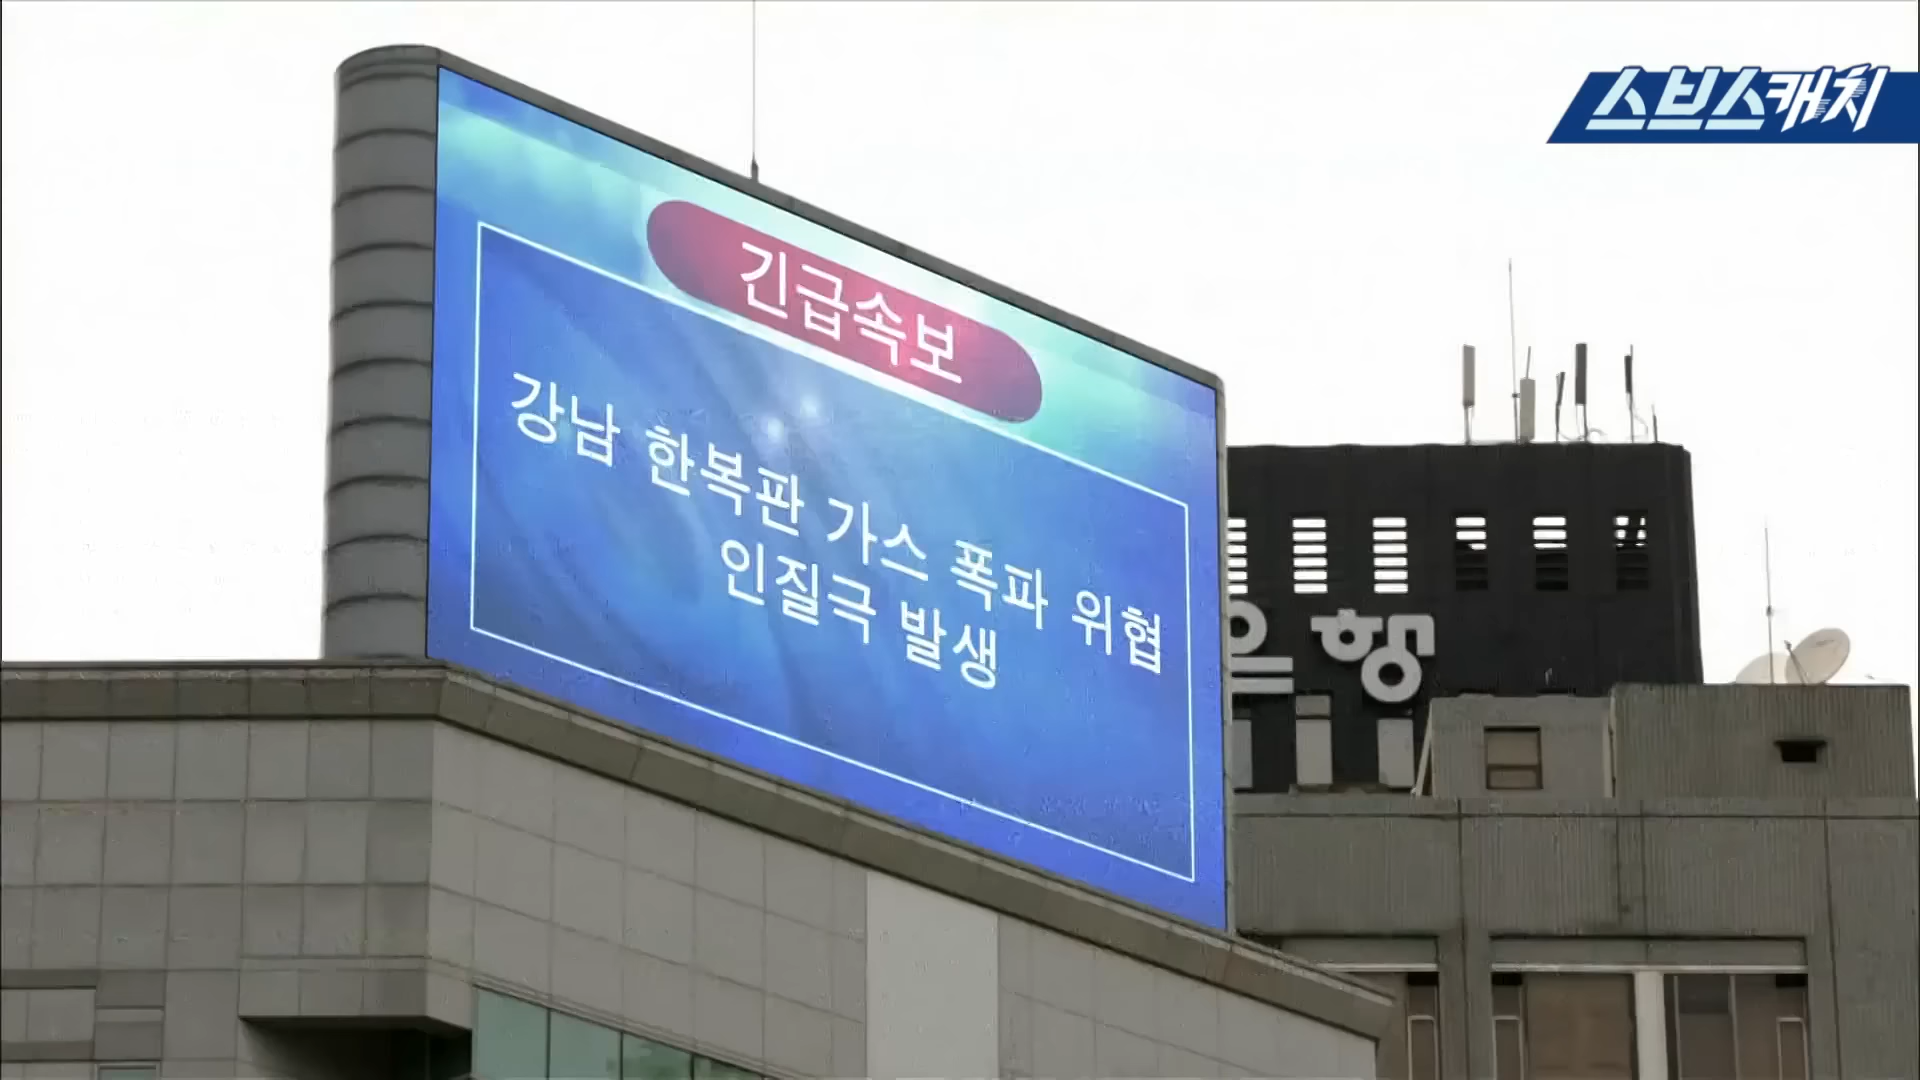 스브스캐치
긴급속보
강남 한복판 가스 폭파 위협
인질극 발생
은행